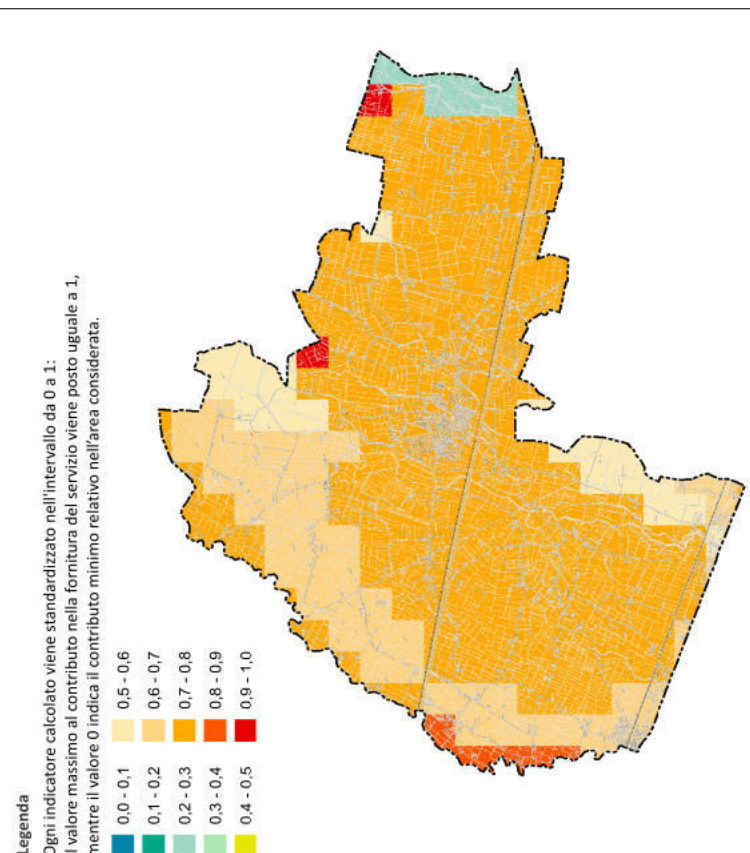 Legenda
Ogni indicatore calcolato viene standardizzato nell'intervallo da 0 a 1:
l valore massimo al contributo nella fornitura del servizio viene posto uguale a 1,
mentre il valore 0 indica il contributo minimo relativo nell'area considerata.
0,0 - 0,1 0,5 - 0,6
0,1 - 0,2 0,6 - 0,7
0,2 - 0,3 0,7 - 0,8
0,3 - 0,4 0,8 - 0,9
0,4 - 0,5 0,9 - 1,0